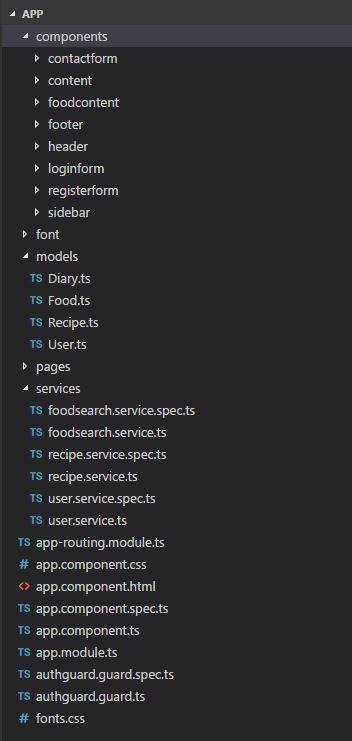 APP
components
contactform
content
foodcontent
footer
header
loginform
registerform
sidebar
font
models
TS Diary.ts
TS Food.ts
TS Recipe.ts
TS User.ts
pages
services
TS foodsearch.service.spec.ts
TS foodsearch.service.ts
TS recipe.service.spec.ts
TS recipe.service.ts
TS user.service.spec.ts
TS user.service.ts
TS app-routing.module.ts
# app.component.css
<> app.component.html
TS app.component.spec.ts
TS app.component.ts
TS app.module.ts
TS authguard.guard.spec.ts
TS authguard.guard.ts
# fonts.css